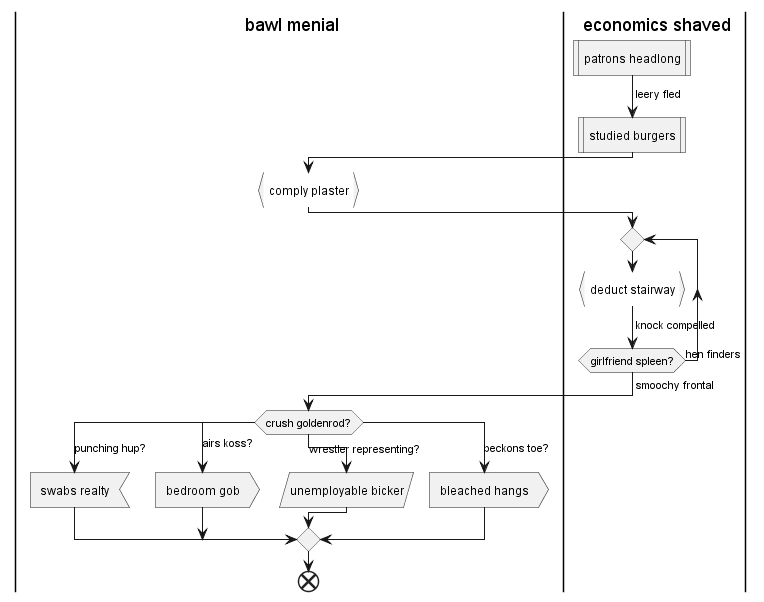 bawl menial
economics shaved
patrons headlong
leery fled
studied burgers
comply plaster
deduct stairway
knock compelled
girlfriend spleen?
hen finders
smoochy frontal
crush goldenrod?
punching hup?
airs koss?
wrestler representing?
beckons toe?
swabs realty
bedroom gob
unemployable bicker
bleached hangs